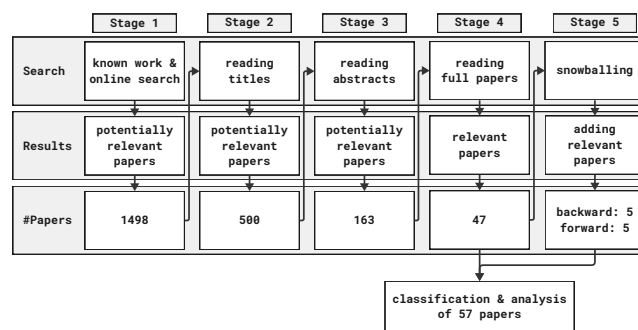 Stage 1
Stage 2
Stage 3
Stage 4
Stage 5
Search
known work &
online search
reading
titles
reading
abstracts
reading
full papers
snowballing
Results
potentially
relevant
papers
potentially
relevant
papers
potentially
relevant
papers
relevant
papers
adding
relevant
papers
#Papers
1498
500
163
47
backward: 5
forward: 5
classification & analysis
of 57 papers